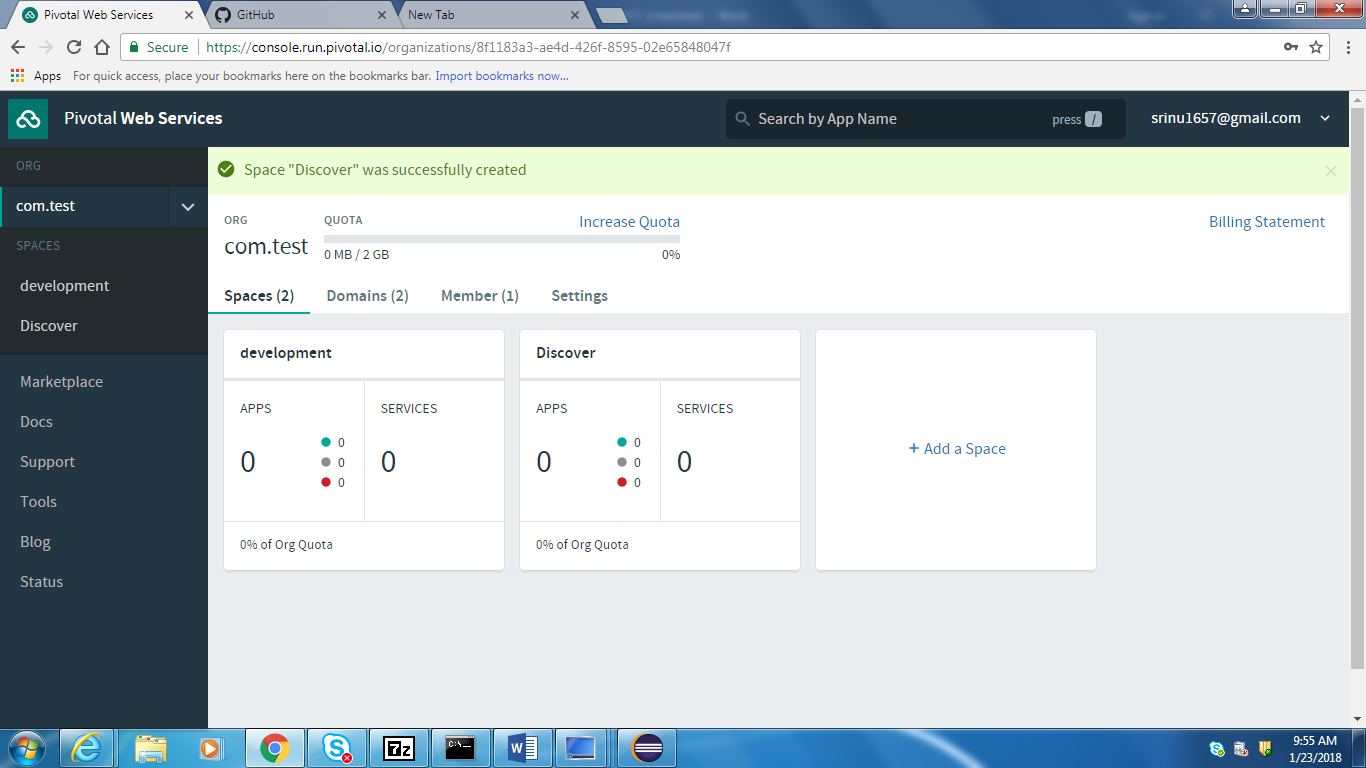 Pivotal Web Services
GitHub
New Tab
Secure
https://console.run.pivotal.io/organizations/8f1183a3-ae4d-426f-8595-02e65848047f
Apps
For quick access, place your bookmarks here on the bookmarks bar. Import bookmarks now...
Pivotal Web Services
Search by App Name
press /
srinu1657@gmail.com
ORG
com.test
SPACES
development
Discover
Marketplace
Docs
Support
Tools
Blog
Status
Space "Discover" was successfully created
ORG
com.test
QUOTA
Increase Quota
0 MB / 2 GB
0%
Billing Statement
Spaces (2)
Domains (2)
Member (1)
Settings
development
APPS
0
0
0
0
SERVICES
0
0% of Org Quota
Discover
APPS
0
0
0
0
SERVICES
0
0% of Org Quota
+ Add a Space
7z
C:\.
W
9:55 AM
1/23/2018